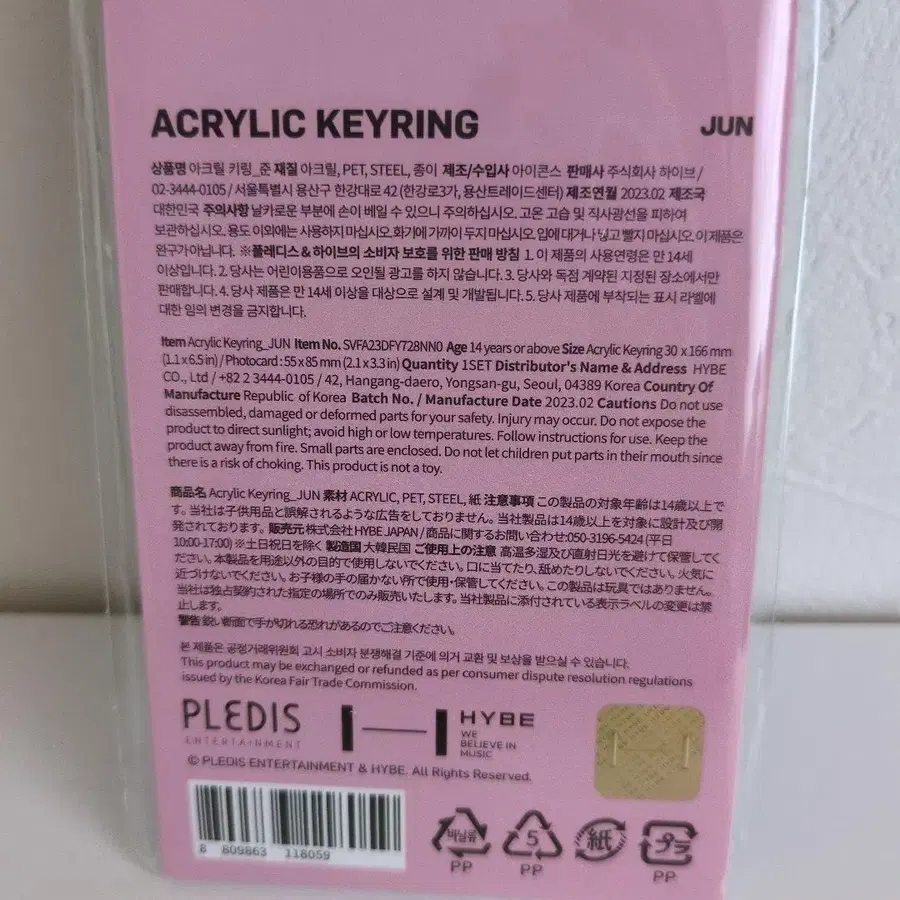 ACRYLIC KEYRING
JUN
상품명 아크릴 키링_준 재질 아크릴, PET, STEEL, 종이 제조/수입사 아이콘스 판매사 주식회사 하이브/
02-3444-0105 / 서울특별시 용산구 한강대로 42 (한강로3가, 용산트레이드센터) 제조연월 2023.02 제조국
대한민국 주의사항 날카로운 부분에 손이 베일 수 있으니 주의하십시오. 고온 고습 및 직사광선을 피하여
보관하십시오. 용도 이외에는 사용하지 마십시오. 화기에 가까이 두지 마십시오. 입에 대거나 넣고 빨지 마십시오. 이 제품은
완구가 아닙니다. ※플레디스 & 하이브의 소비자 보호를 위한 판매 방침 1. 이 제품의 사용연령은 만 14세
이상입니다. 2. 당사는 어린이용품으로 오인될 광고를 하지 않습니다. 3. 당사와 독점 계약된 지정된 장소에서만
판매합니다. 4. 당사 제품은 만 14세 이상을 대상으로 설계 및 개발됩니다. 5. 당사 제품에 부착되는 표시 라벨에
대한 임의 변경을 금지합니다.
Item Acrylic Keyring_JUN Item No. SVFA23DFY728NN0 Age 14 years or above Size Acrylic Keyring 30 x 166 mm
(1.1 x 6.5 in) / Photocard : 55 x 85 mm (2.1 x 3.3 in) Quantity 1SET Distributor's Name & Address HYBE
CO., Ltd / +82 2 3444-0105 / 42, Hangang-daero, Yongsan-gu, Seoul, 04389 Korea Country Of
Manufacture Republic of Korea Batch No. / Manufacture Date 2023.02 Cautions Do not use
disassembled, damaged or deformed parts for your safety. Injury may occur. Do not expose the
product to direct sunlight; avoid high or low temperatures. Follow instructions for use. Keep the
product away from fire. Small parts are enclosed. Do not let children put parts in their mouth since
there is a risk of choking. This product is not a toy.
商品名 Acrylic Keyring_JUN 素材 ACRYLIC, PET, STEEL, 紙 注意事項 この製品の対象年齢は14歳以上で
す。当社は子供用品と誤解されるような広告をしておりません。当社製品は14歳以上を対象に設計及び開
発されております。 販売元 株式会社 HYBE JAPAN / 商品に関するお問い合わせ:050-3196-5424 (平日
10:00-17:00) ※土日祝日を除く 製造国 大韓民国 ご使用上の注意 高温多湿及び直射日光を避けて保管してく
ださい。本製品を用途以外の目的で使用しないでください。口に当てたり、舐めたりしないでください。火気に
近づけないでください。お子様の手の届かない所で使用・保管してください。この製品は玩具ではありません。
当社は独占契約された指定の場所でのみ販売いたします。当社製品に添付されている表示ラベルの変更は禁
止します。
警告 鋭い断面で手が切れる恐れがあるのでご注意ください。
본 제품은 공정거래위원회 고시 소비자 분쟁해결 기준에 의거 교환 및 보상을 받으실 수 있습니다.
This product may be exchanged or refunded as per consumer dispute resolution regulations
issued by the Korea Fair Trade Commission.
PLEDIS
ENTERTAINMENT
HYBE
WE
BELIEVE IN
MUSIC
© PLEDIS ENTERTAINMENT & HYBE. All Rights Reserved.
8 809863 118059
비닐류
PP
5
PP
紙
プラ
PP